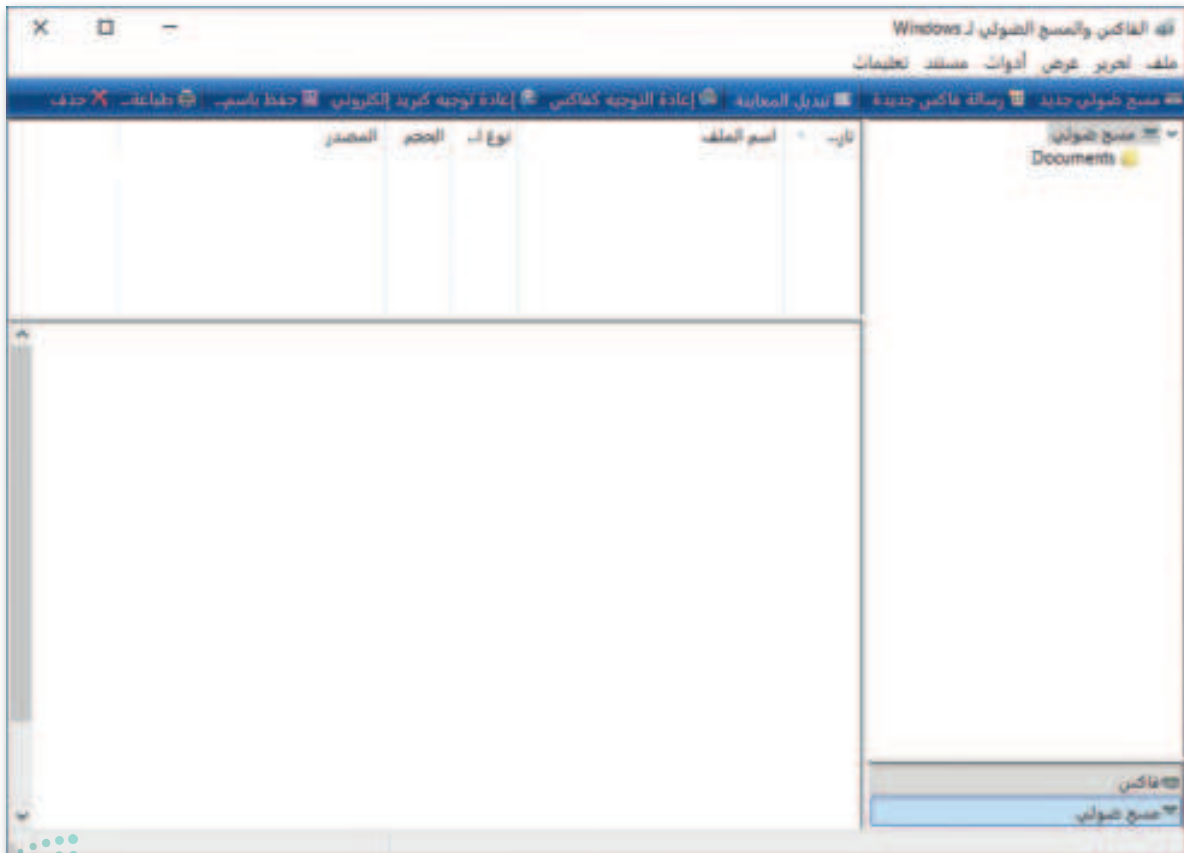 الفاكس والمسح الضوئي لـ Windows
ملف تحرير عرض أدوات مستند تعليمات
مسح ضوئي جديد رسالة فاكس جديدة تبديل المعاينة إعادة التوجيه كفاكس إعادة توجيه كبريد إلكتروني حفظ باسم... طباعة... حذف
مسح ضوئي
Documents
تار... اسم الملف نوع ا... الحجم المصدر
فاكس
مسح ضوئي